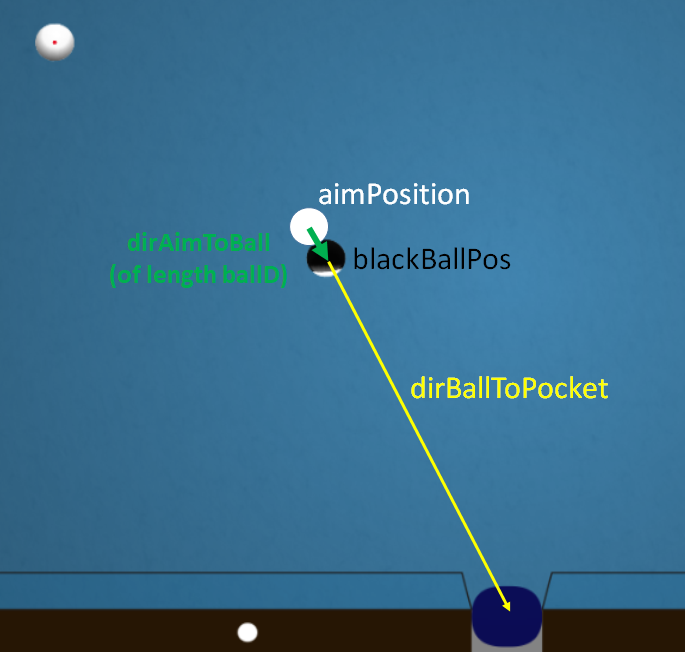 aimPosition
dirAimToBall
(of length ballD)
blackBallPos
dirBallToPocket